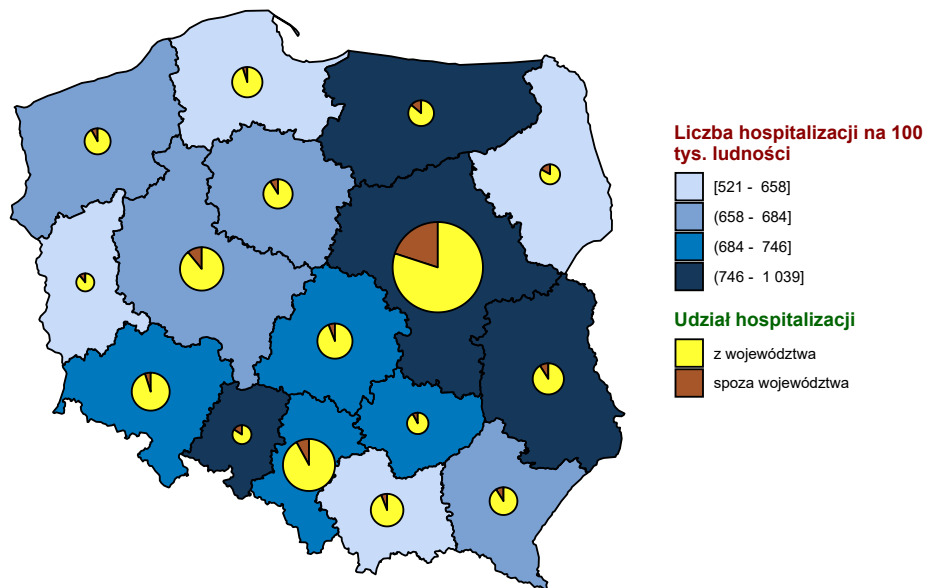 Liczba hospitalizacji na 100
tys. ludności
[521 - 658]
(658 - 684]
(684 - 746]
(746 - 1 039]
Udział hospitalizacji
z województwa
spoza województwa